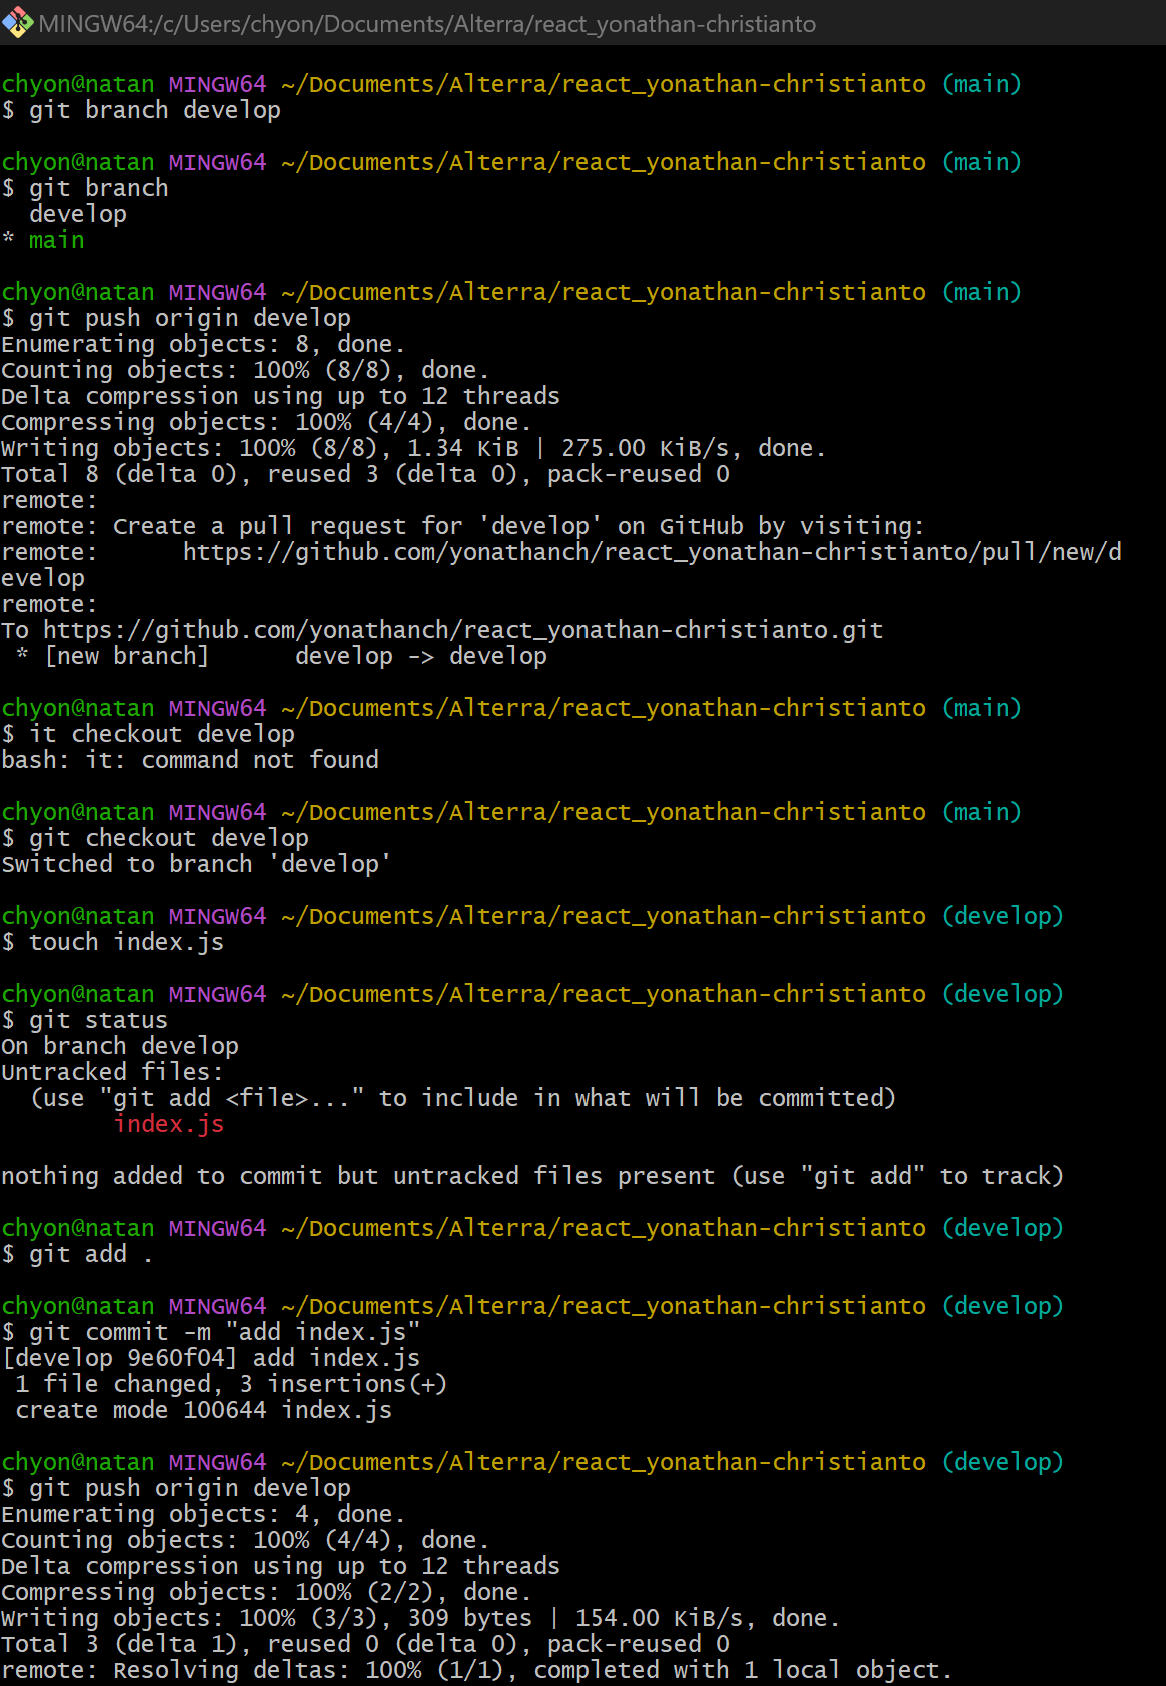 MINGW64:/c/Users/chyon/Documents/Alterra/react_yonathan-christianto
chyon@natan MINGW64 ~/Documents/Alterra/react_yonathan-christianto (main)
$ git branch develop
chyon@natan MINGW64 ~/Documents/Alterra/react_yonathan-christianto (main)
$ git branch
  develop
* main
chyon@natan MINGW64 ~/Documents/Alterra/react_yonathan-christianto (main)
$ git push origin develop
Enumerating objects: 8, done.
Counting objects: 100% (8/8), done.
Delta compression using up to 12 threads
Compressing objects: 100% (4/4), done.
Writing objects: 100% (8/8), 1.34 KiB | 275.00 KiB/s, done.
Total 8 (delta 0), reused 3 (delta 0), pack-reused 0
remote:
remote: Create a pull request for 'develop' on GitHub by visiting:
remote:      https://github.com/yonathanch/react_yonathan-christianto/pull/new/d
evelop
remote:
To https://github.com/yonathanch/react_yonathan-christianto.git
 * [new branch]      develop -> develop
chyon@natan MINGW64 ~/Documents/Alterra/react_yonathan-christianto (main)
$ it checkout develop
bash: it: command not found
chyon@natan MINGW64 ~/Documents/Alterra/react_yonathan-christianto (main)
$ git checkout develop
Switched to branch 'develop'
chyon@natan MINGW64 ~/Documents/Alterra/react_yonathan-christianto (develop)
$ touch index.js
chyon@natan MINGW64 ~/Documents/Alterra/react_yonathan-christianto (develop)
$ git status
On branch develop
Untracked files:
  (use "git add <file>..." to include in what will be committed)
        index.js
nothing added to commit but untracked files present (use "git add" to track)
chyon@natan MINGW64 ~/Documents/Alterra/react_yonathan-christianto (develop)
$ git add .
chyon@natan MINGW64 ~/Documents/Alterra/react_yonathan-christianto (develop)
$ git commit -m "add index.js"
[develop 9e60f04] add index.js
 1 file changed, 3 insertions(+)
 create mode 100644 index.js
chyon@natan MINGW64 ~/Documents/Alterra/react_yonathan-christianto (develop)
$ git push origin develop
Enumerating objects: 4, done.
Counting objects: 100% (4/4), done.
Delta compression using up to 12 threads
Compressing objects: 100% (2/2), done.
Writing objects: 100% (3/3), 309 bytes | 154.00 KiB/s, done.
Total 3 (delta 1), reused 0 (delta 0), pack-reused 0
remote: Resolving deltas: 100% (1/1), completed with 1 local object.